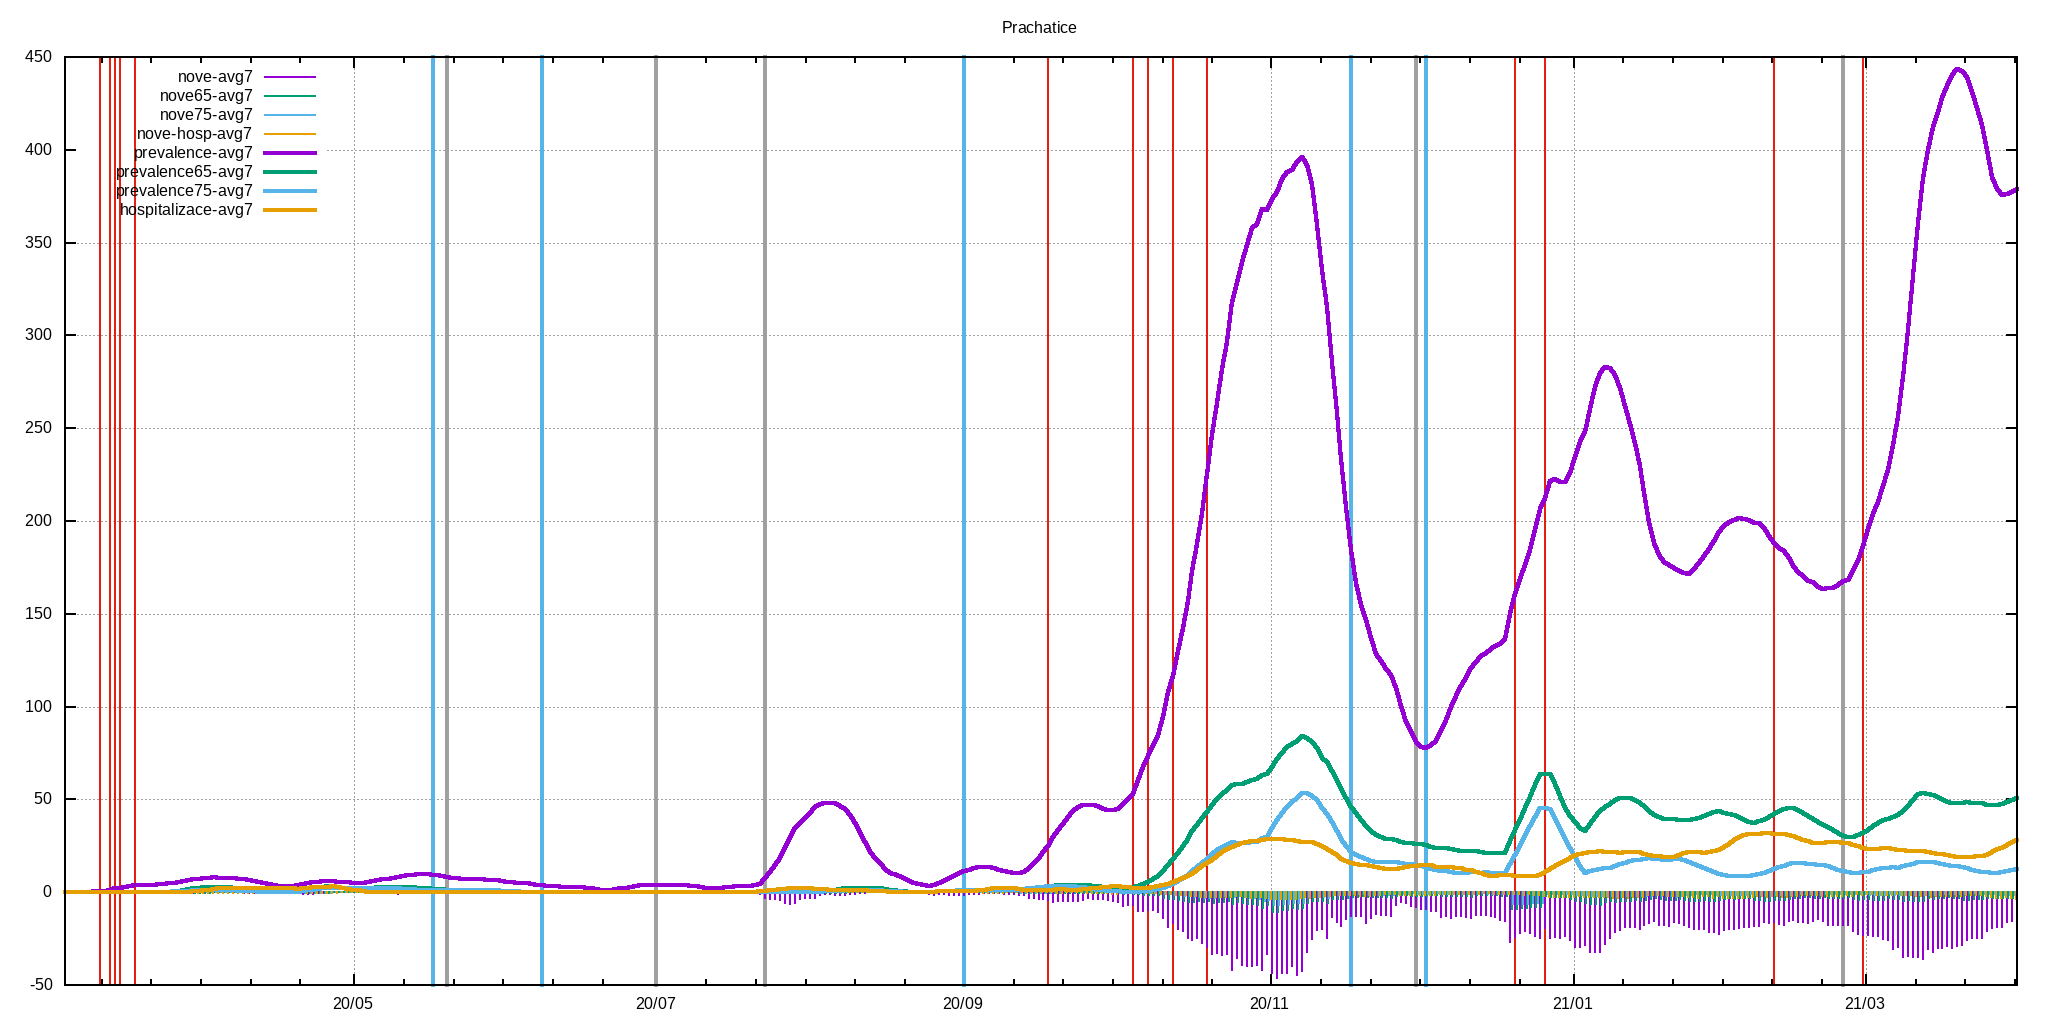 Prachatice
450
400
350
300
250
200
150
100
50
0
-50
nove-avg7
nove65-avg7
nove75-avg7
nove-hosp-avg7
prevalence-avg7
prevalence65-avg7
prevalence75-avg7
hospitalizace-avg7
20/05 20/07 20/09 20/11 21/01 21/03